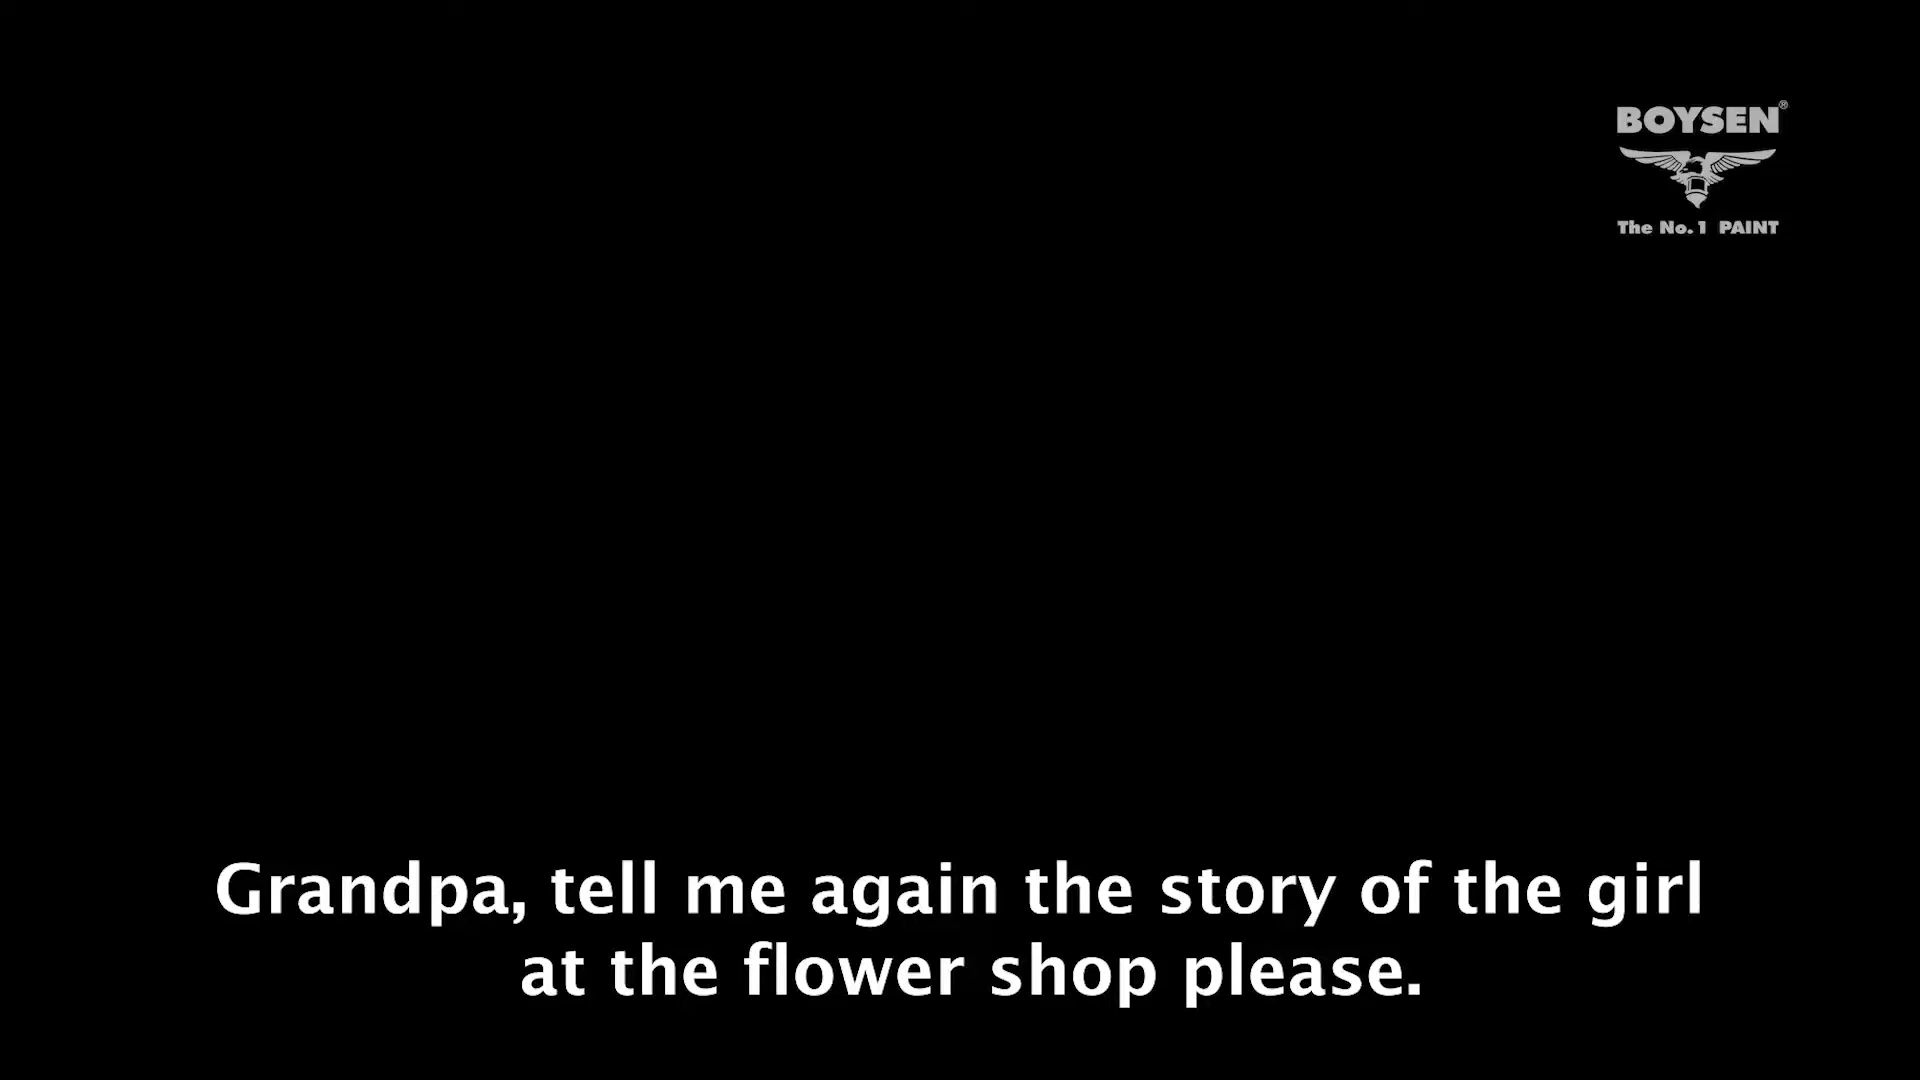 BOYSEN®
The No.1 PAINT
Grandpa, tell me again the story of the girl
at the flower shop please.